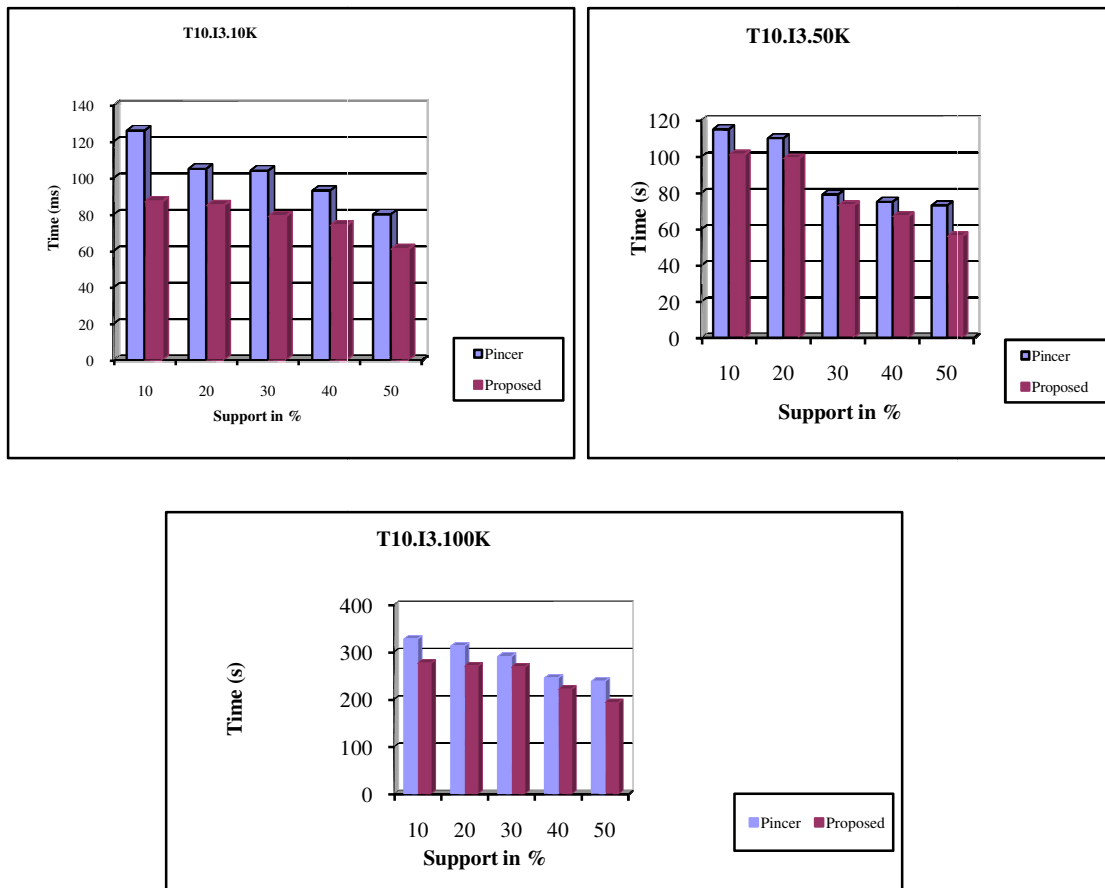 T10.I3.10K
140
120
100
80
60
40
20
0
Time (ms)
10 20 30 40 50
Support in %
Pincer
Proposed
T10.I3.50K
120
100
80
60
40
20
0
Time (s)
10 20 30 40 50
Support in %
Pincer
Proposed
T10.I3.100K
400
300
200
100
0
Time (s)
10 20 30 40 50
Support in %
Pincer Proposed